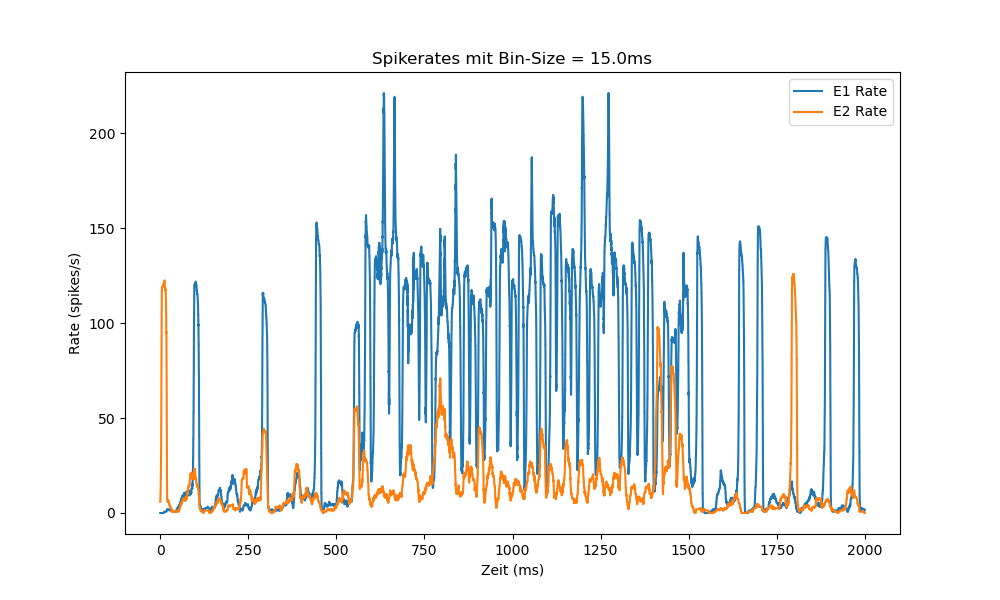 Spikerates mit Bin-Size = 15.0ms
E1 Rate
E2 Rate
200
150
100
50
0
Rate (spikes/s)
0 250 500 750 1000 1250 1500 1750 2000
Zeit (ms)